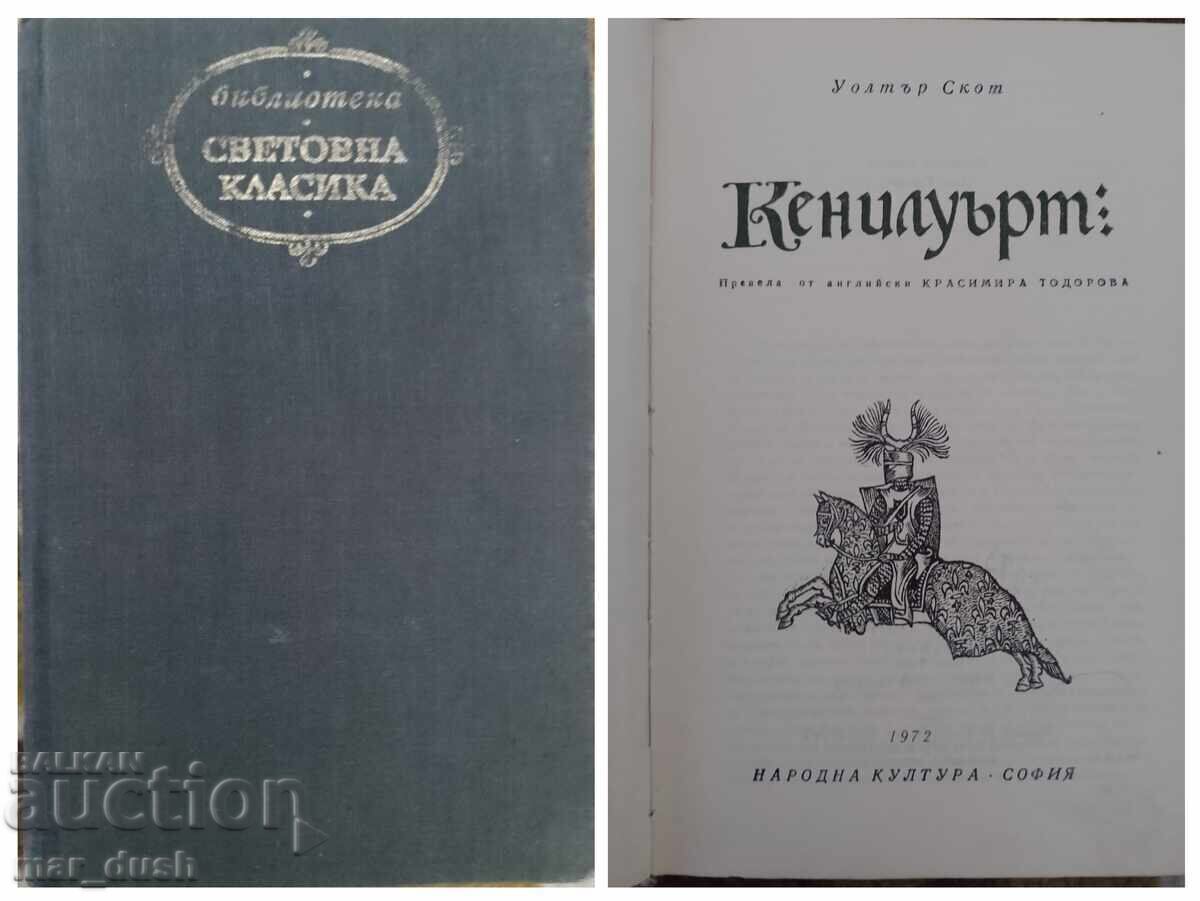 библиотека
СВЕТОВНА
КЛАСИКА
Уолтър Скот
Кенилуърт:
Превела от английски КРАСИМИРА ТОДОРОВА
1972
НАРОДНА КУЛТУРА · СОФИЯ
BALKAN
auction
mar_dush